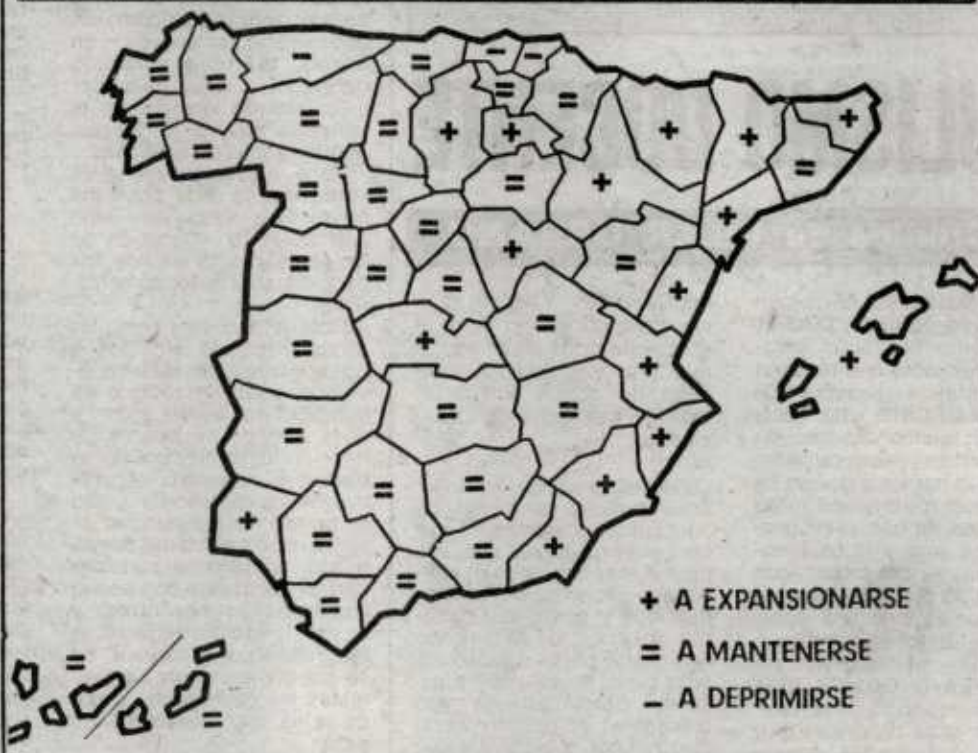 + A EXPANSIONARSE
= A MANTENERSE
– A DEPRIMIRSE